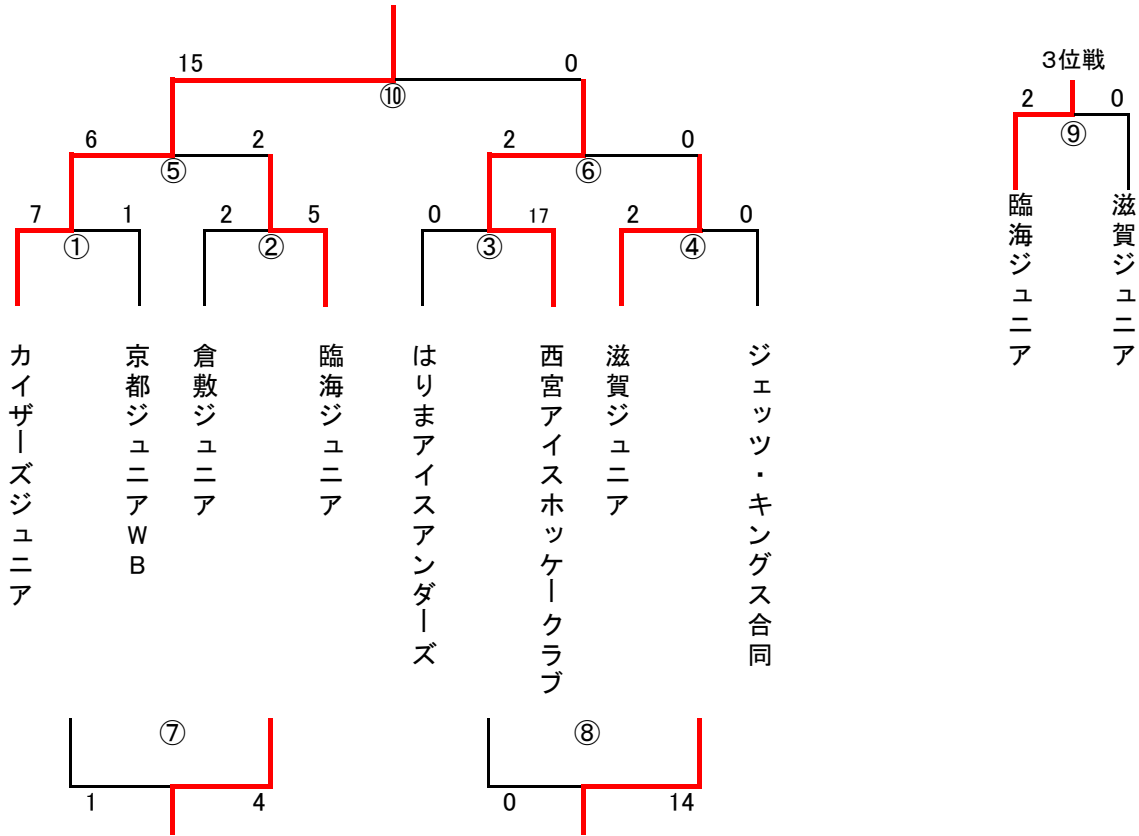 15 0
⑩
3位戦
2 0
⑨
臨海ジュニア
滋賀ジュニア
6 2
⑤
2 0
⑥
7 1
①
2 5
②
0 17
③
2 0
④
カイザーズジュニア
京都ジュニアWB
倉敷ジュニア
臨海ジュニア
はりまアイスアンダーズ
西宮アイスホッケークラブ
滋賀ジュニア
ジェッツ・キングス合同
⑦
1 4
⑧
0 14